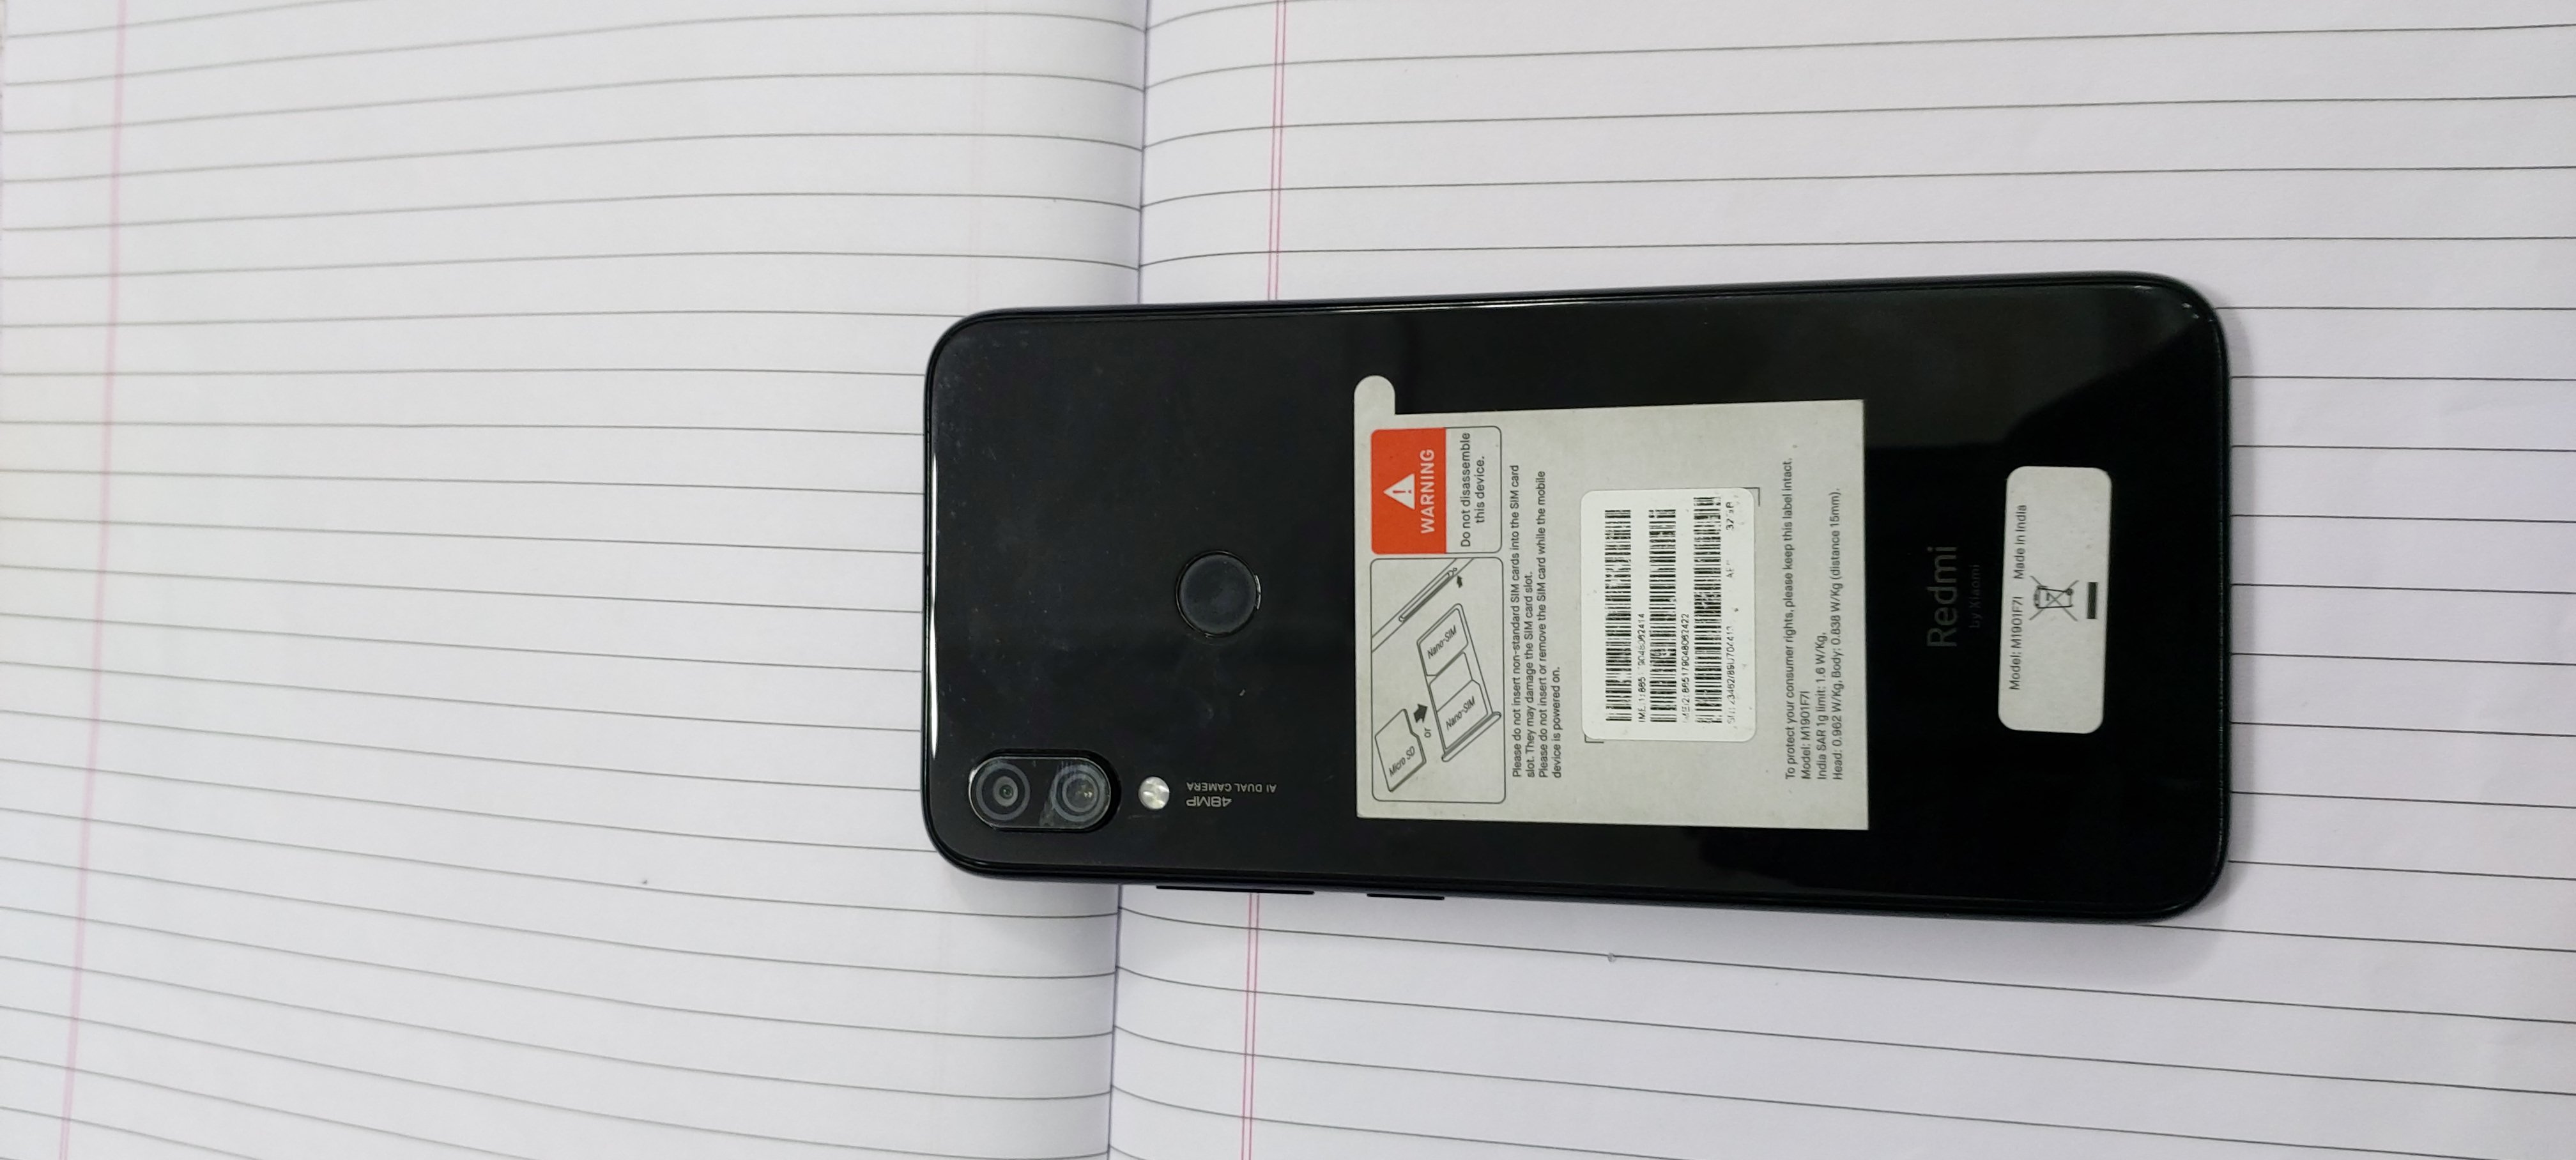 48MP
AI DUAL CAMERA
Micro SD
or
Nano-SIM
Nano-SIM
WARNING
Do not disassemble
this device.
Please do not insert non-standard SIM cards into the SIM card
slot. They may damage the SIM card slot.
Please do not insert or remove the SIM card while the mobile
device is powered on.
865179048062422
To protect your consumer rights, please keep this label intact.
Model: M1901F7I
India SAR 1g limit: 1.6 W/Kg,
Head: 0.962 W/Kg, Body: 0.838 W/Kg (distance 15mm).
Redmi
by Xiaomi
Model: M1901F7I Made in India